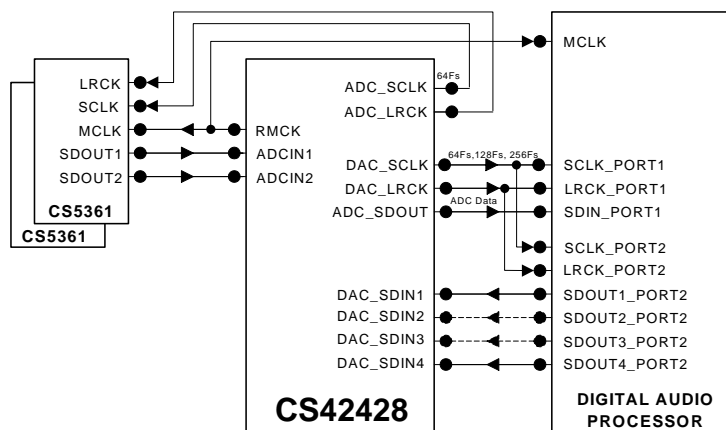 MCLK
LRCK
SCLK
MCLK
SDOUT1
SDOUT2
CS5361
CS5361
ADC_SCLK
64Fs
ADC_LRCK
RMCK
ADCIN1
ADCIN2
DAC_SCLK
64Fs,128Fs, 256Fs
DAC_LRCK
ADC_SDOUT
ADC Data
SCLK_PORT1
LRCK_PORT1
SDIN_PORT1
SCLK_PORT2
LRCK_PORT2
DAC_SDIN1
DAC_SDIN2
DAC_SDIN3
DAC_SDIN4
SDOUT1_PORT2
SDOUT2_PORT2
SDOUT3_PORT2
SDOUT4_PORT2
CS42428
DIGITAL AUDIO
PROCESSOR